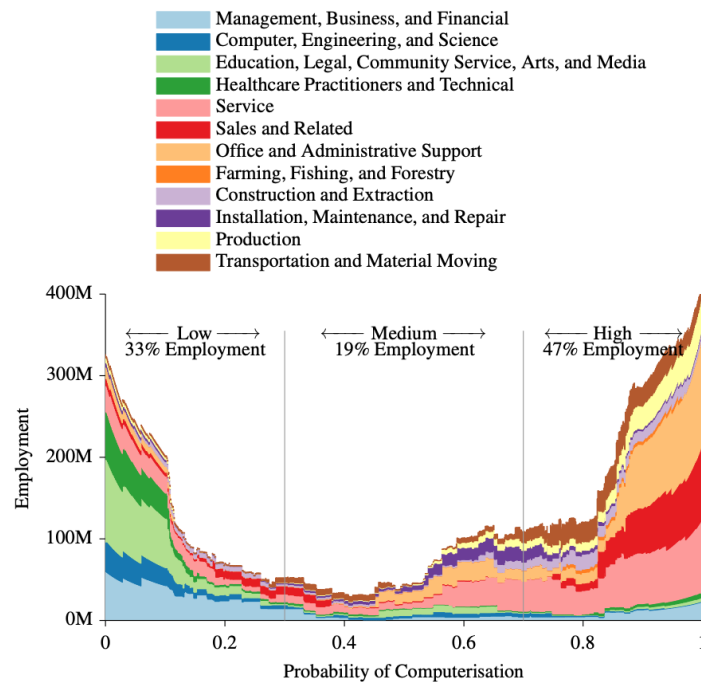 Management, Business, and Financial
Computer, Engineering, and Science
Education, Legal, Community Service, Arts, and Media
Healthcare Practitioners and Technical
Service
Sales and Related
Office and Administrative Support
Farming, Fishing, and Forestry
Construction and Extraction
Installation, Maintenance, and Repair
Production
Transportation and Material Moving
400M
← Low →
← Medium →
← High →
33% Employment
19% Employment
47% Employment
300M
200M
100M
0M
Employment
0
0.2
0.4
0.6
0.8
1
Probability of Computerisation